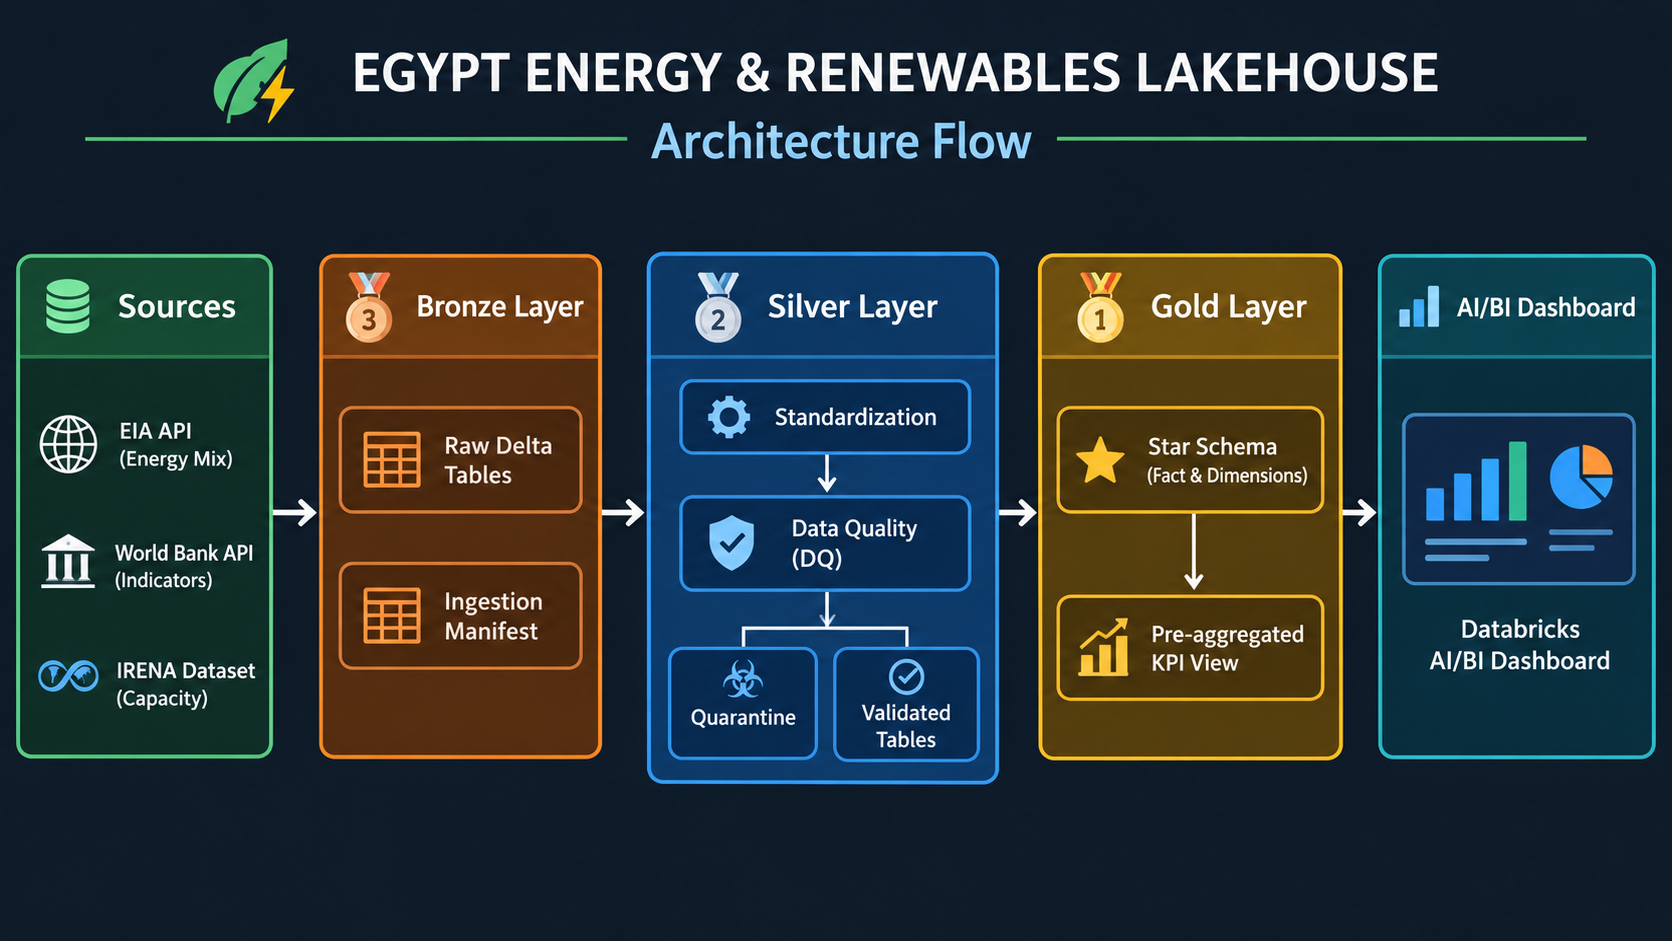 EGYPT ENERGY & RENEWABLES LAKEHOUSE
Architecture Flow
Sources
EIA API
(Energy Mix)
World Bank API
(Indicators)
IRENA Dataset
(Capacity)
3
Bronze Layer
Raw Delta
Tables
Ingestion
Manifest
2
Silver Layer
Standardization
Data Quality
(DQ)
Quarantine
Validated
Tables
1
Gold Layer
Star Schema
(Fact & Dimensions)
Pre-aggregated
KPI View
AI/BI Dashboard
Databricks
AI/BI Dashboard